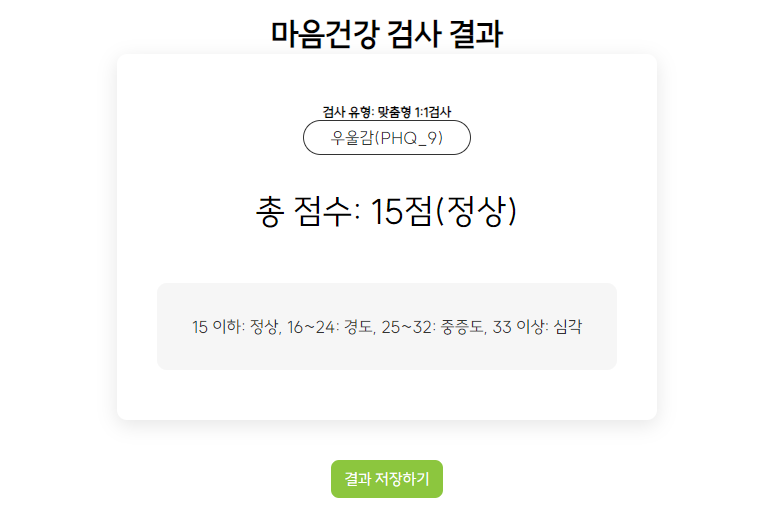 마음건강 검사 결과
검사 유형: 맞춤형 1:1검사
우울감(PHQ_9)
총 점수: 15점(정상)
15 이하: 정상, 16~24: 경도, 25~32: 중증도, 33 이상: 심각
결과 저장하기